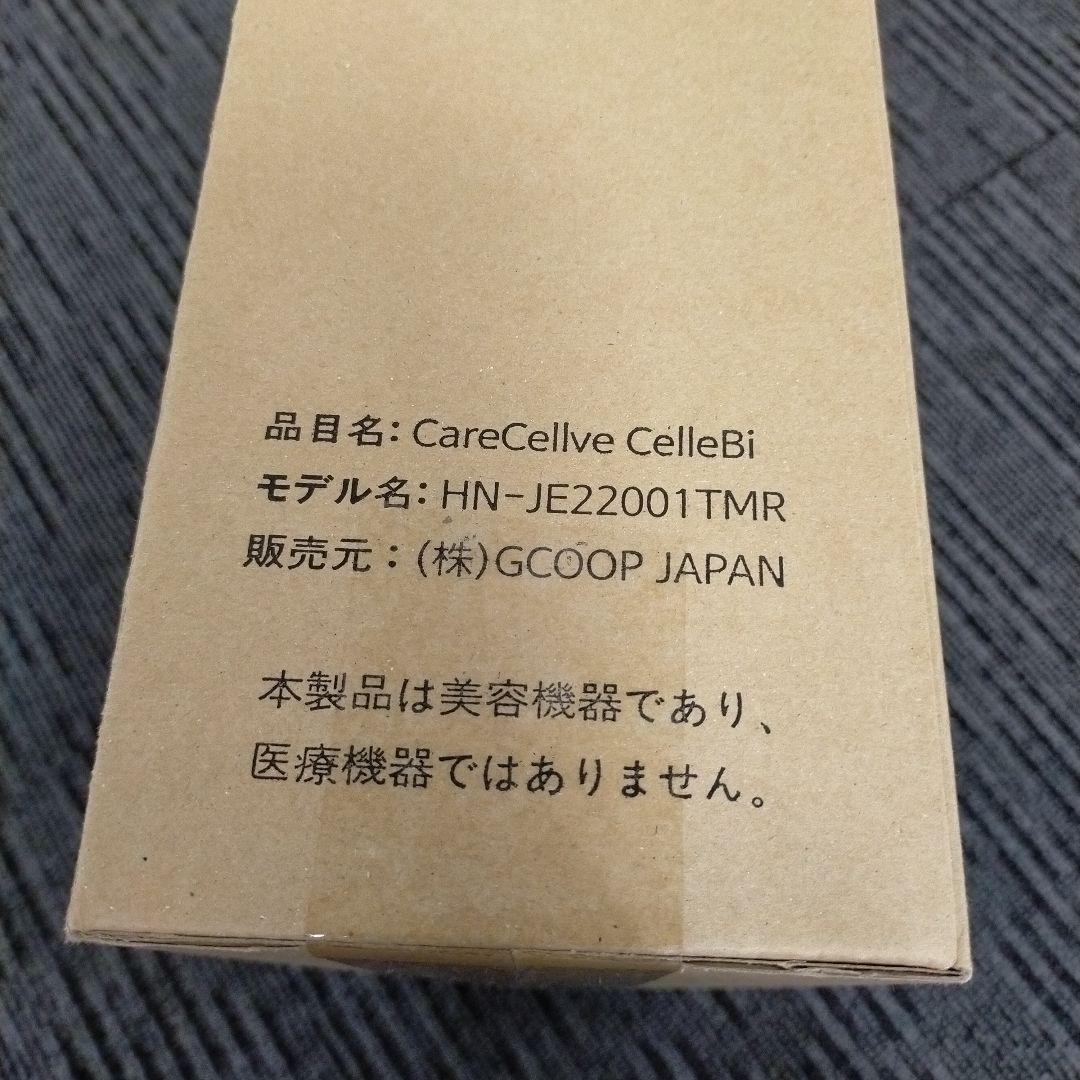 品目名: CareCellve CelleBi
モデル名: HN-JE22001TMR
販売元：(株)GCOOP JAPAN
本製品は美容機器であり、
医療機器ではありません。